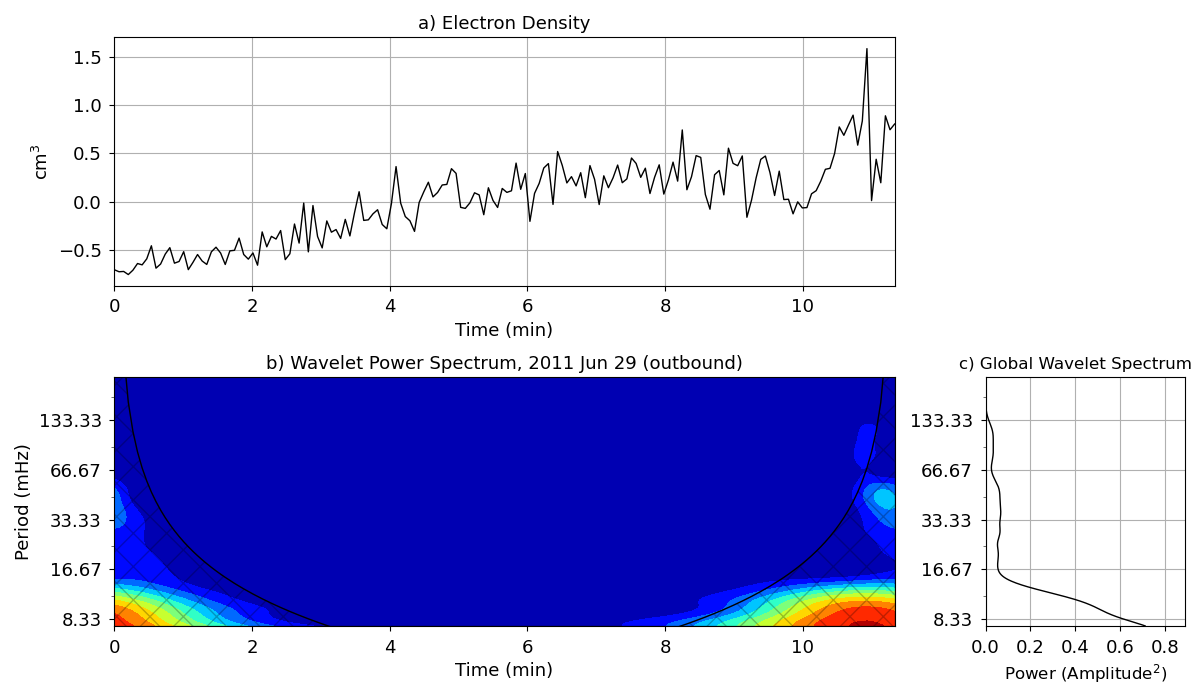 a) Electron Density
1.5
1.0
0.5
0.0
−0.5
cm³
0 2 4 6 8 10
Time (min)
b) Wavelet Power Spectrum, 2011 Jun 29 (outbound)
133.33
66.67
33.33
16.67
8.33
Period (mHz)
0 2 4 6 8 10
Time (min)
c) Global Wavelet Spectrum
133.33
66.67
33.33
16.67
8.33
0.0 0.2 0.4 0.6 0.8
Power (Amplitude²)